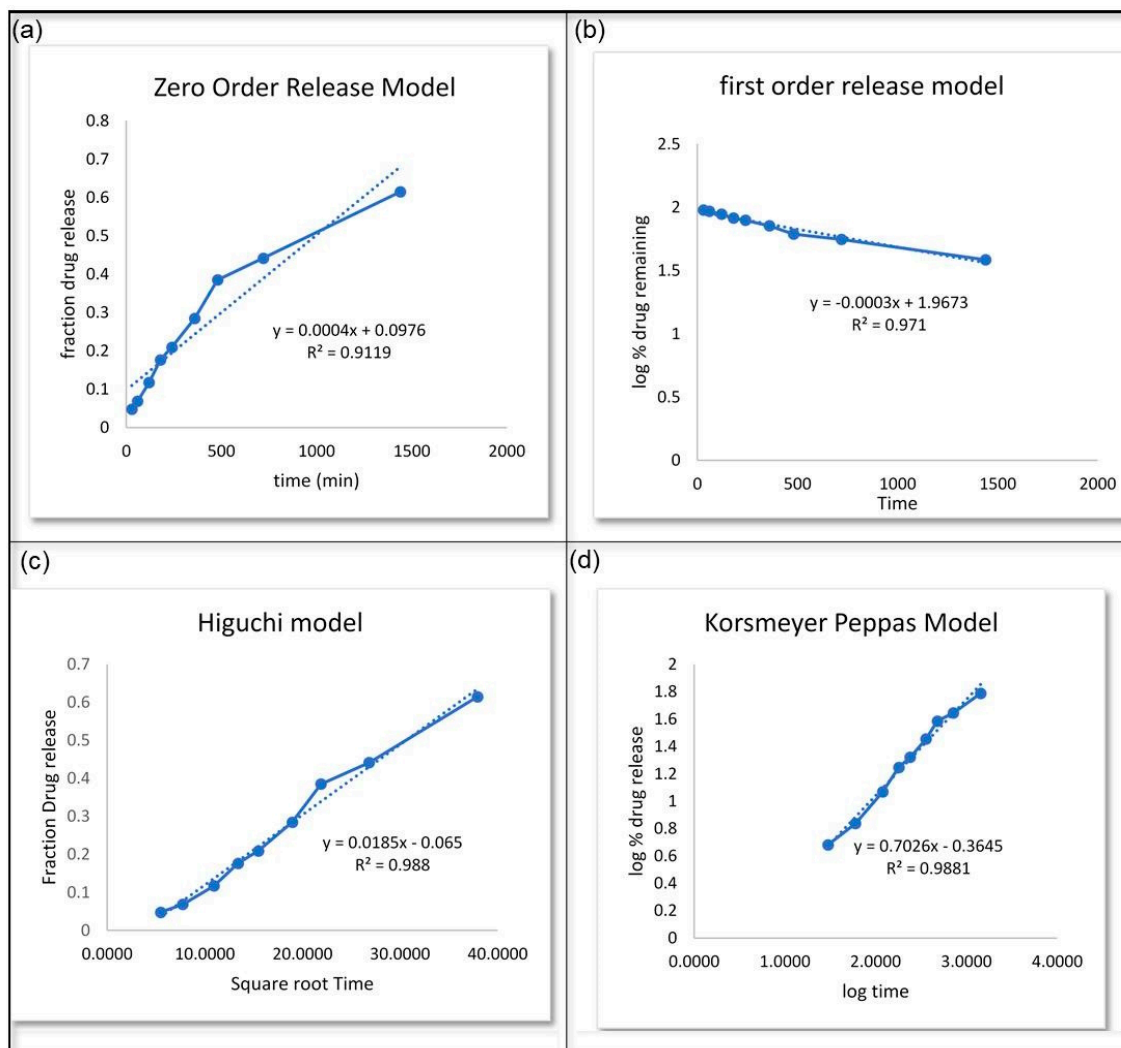 (a)
Zero Order Release Model
0.8
0.7
0.6
0.5
0.4
0.3
0.2
0.1
0
fraction drug release
y = 0.0004x + 0.0976
R² = 0.9119
0 500 1000 1500 2000
time (min)
(b)
first order release model
2.5
2
1.5
1
0.5
0
log % drug remaining
y = -0.0003x + 1.9673
R² = 0.971
0 500 1000 1500 2000
Time
(c)
Higuchi model
0.7
0.6
0.5
0.4
0.3
0.2
0.1
0
Fraction Drug release
y = 0.0185x - 0.065
R² = 0.988
0.0000 10.0000 20.0000 30.0000 40.0000
Square root Time
(d)
Korsmeyer Peppas Model
2
1.8
1.6
1.4
1.2
1
0.8
0.6
0.4
0.2
0
log % drug release
y = 0.7026x - 0.3645
R² = 0.9881
0.0000 1.0000 2.0000 3.0000 4.0000
log time